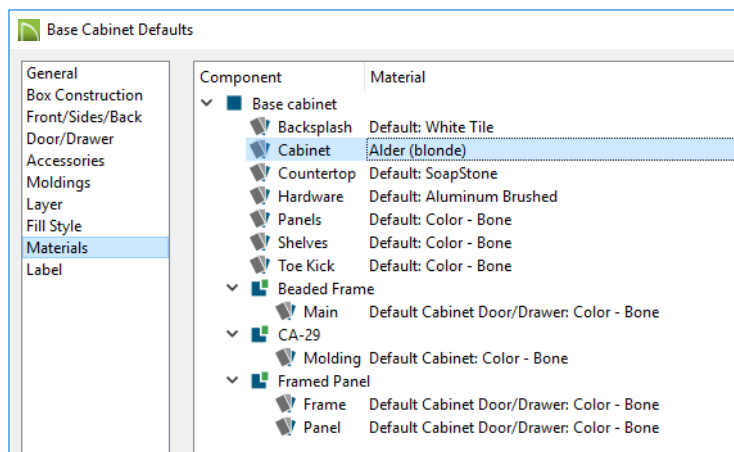 Base Cabinet Defaults
General
Box Construction
Front/Sides/Back
Door/Drawer
Accessories
Moldings
Layer
Fill Style
Materials
Label
Component Material
Base cabinet
Backsplash Default: White Tile
Cabinet Alder (blonde)
Countertop Default: SoapStone
Hardware Default: Aluminum Brushed
Panels Default: Color - Bone
Shelves Default: Color - Bone
Toe Kick Default: Color - Bone
Beaded Frame
Main Default Cabinet Door/Drawer: Color - Bone
CA-29
Molding Default Cabinet: Color - Bone
Framed Panel
Frame Default Cabinet Door/Drawer: Color - Bone
Panel Default Cabinet Door/Drawer: Color - Bone